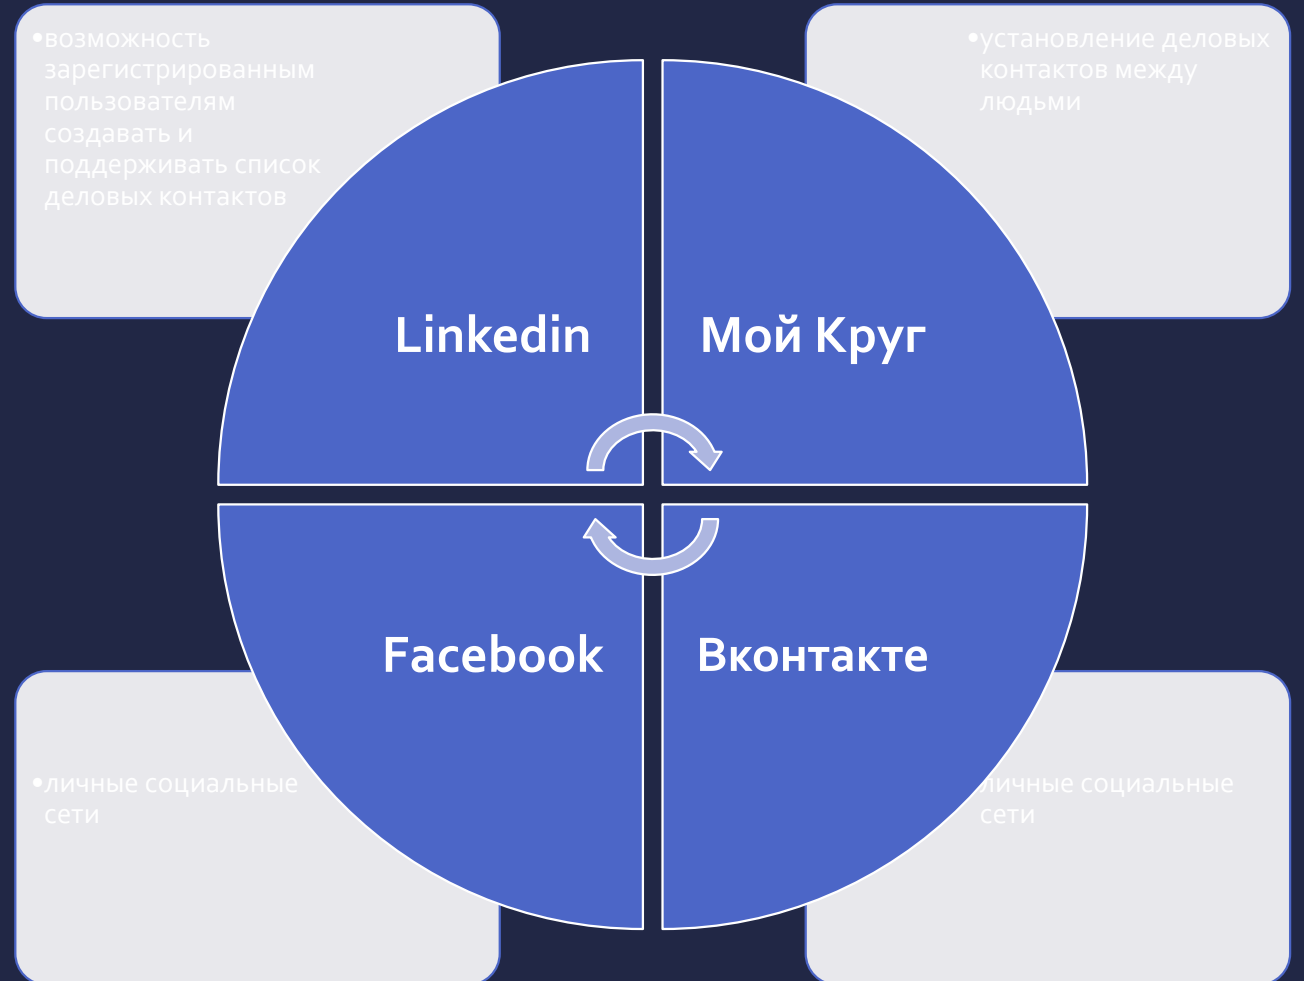 •возможность
зарегистрированным
пользователям
создавать и
поддерживать список
деловых контактов
•установление деловых
контактов между
людьми
Linkedin
Мой Круг
Facebook
Вконтакте
•личные социальные
сети
личные социальные
сети